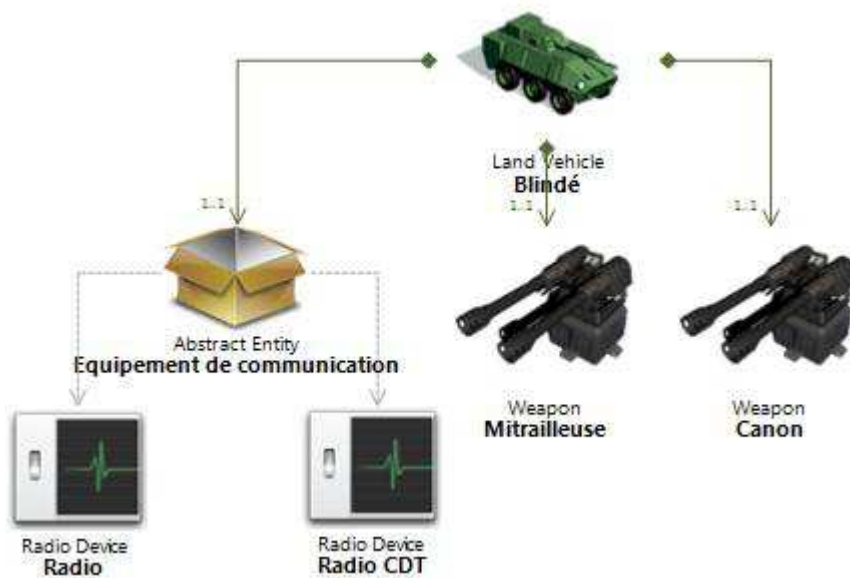 Land Vehicle
Blindé
1..1
1..1
1..1
Abstract Entity
Equipement de communication
Weapon
Mitrailleuse
Weapon
Canon
Radio Device
Radio
Radio Device
Radio CDT